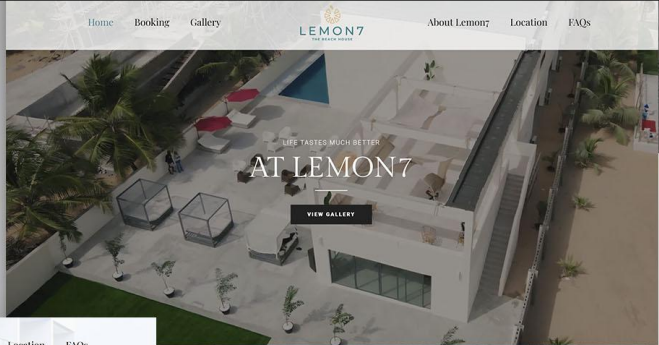 Home Booking Gallery
LEMON7
THE BEACH HOUSE
About Lemon7 Location FAQs
LIFE TASTES MUCH BETTER
AT LEMON7
VIEW GALLERY
Location FAQs